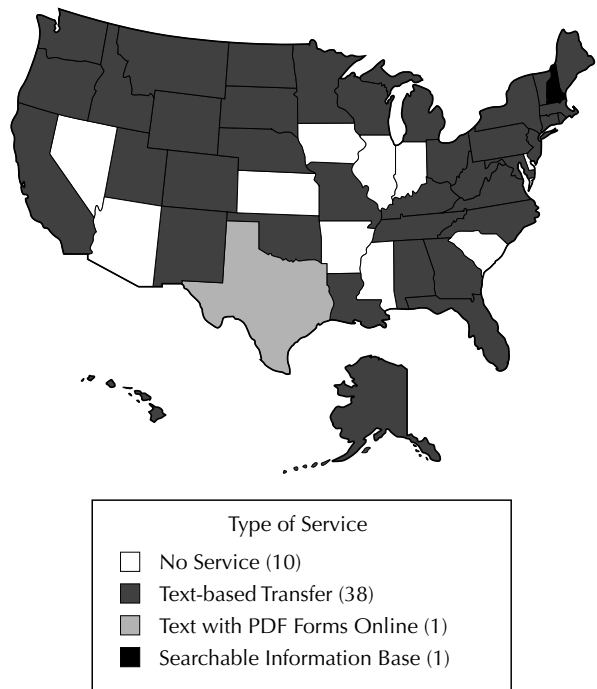 Type of Service
No Service (10)
Text-based Transfer (38)
Text with PDF Forms Online (1)
Searchable Information Base (1)